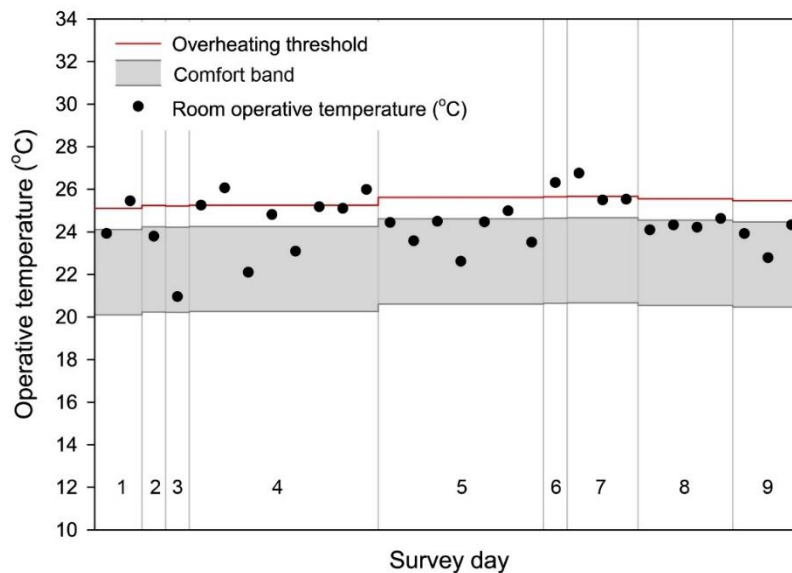 34
32
30
28
26
24
22
20
18
16
14
12
10
Operative temperature (°C)
Overheating threshold
Comfort band
Room operative temperature (°C)
1 2 3 4 5 6 7 8 9
Survey day